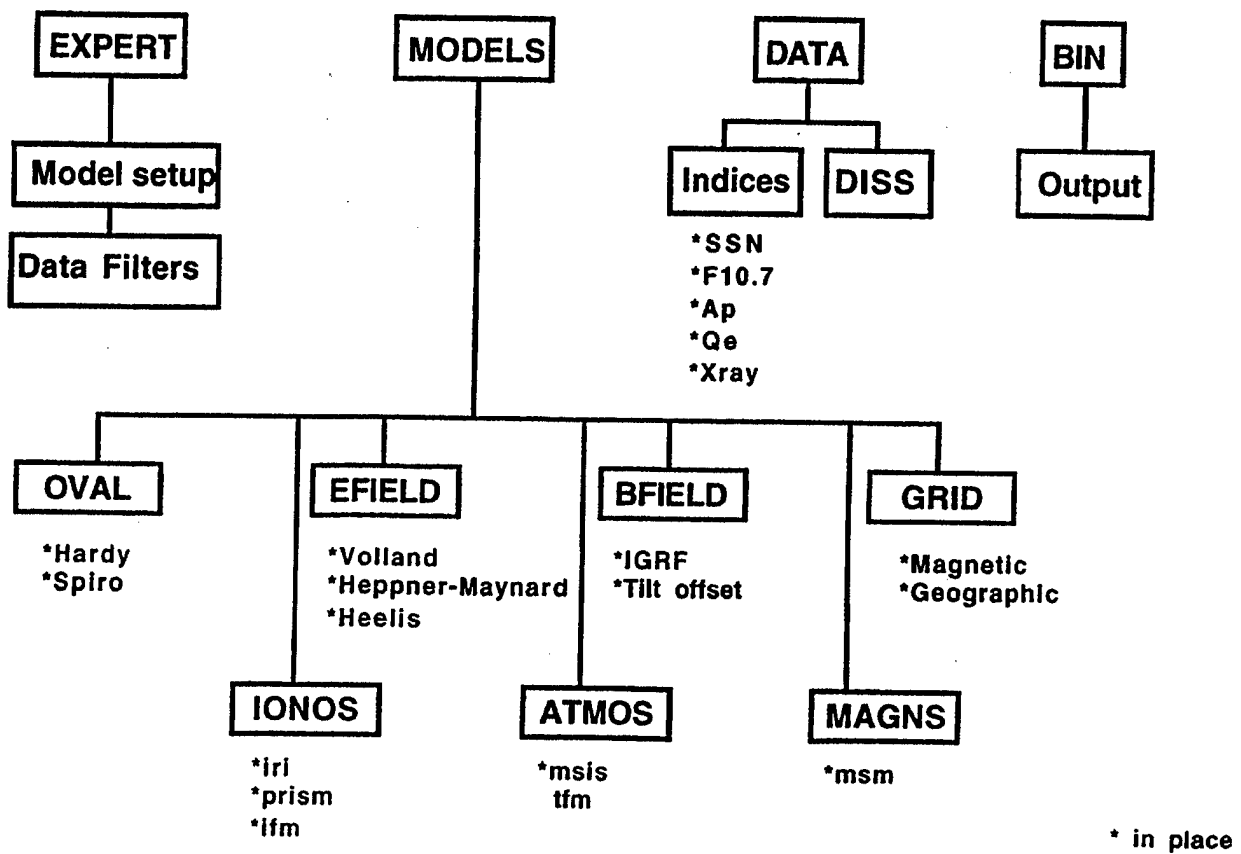 EXPERT
MODELS
DATA
BIN
Model setup
Data Filters
Indices
DISS
Output
*SSN
*F10.7
*Ap
*Qe
*Xray
OVAL
*Hardy
*Spiro
EFIELD
*Volland
*Heppner-Maynard
*Heelis
BFIELD
*IGRF
*Tilt offset
GRID
*Magnetic
*Geographic
IONOS
*iri
*prism
*ifm
ATMOS
*msis
tfm
MAGNS
*msm
* in place